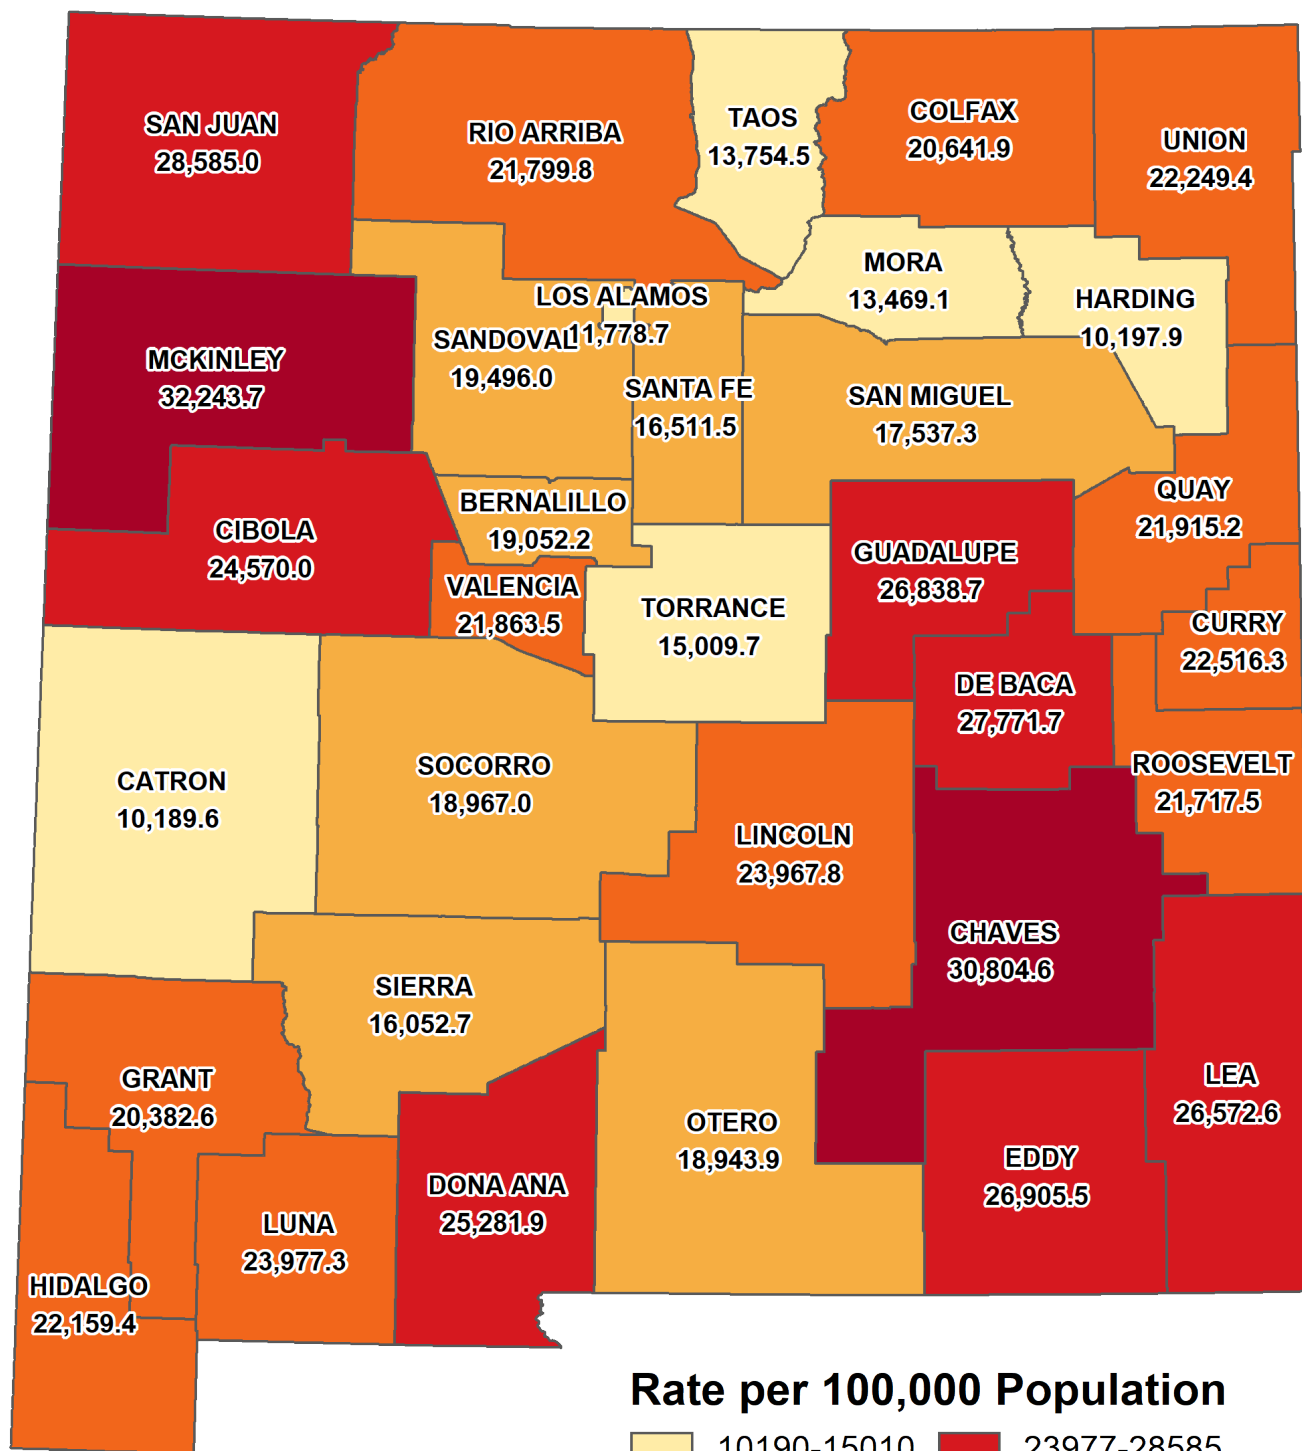 SAN JUAN
28,585.0
RIO ARRIBA
21,799.8
TAOS
13,754.5
COLFAX
20,641.9
UNION
22,249.4
MORA
13,469.1
HARDING
10,197.9
LOS ALAMOS
11,778.7
SANDOVAL
19,496.0
MCKINLEY
32,243.7
SANTA FE
16,511.5
SAN MIGUEL
17,537.3
QUAY
21,915.2
BERNALILLO
19,052.2
CIBOLA
24,570.0
GUADALUPE
26,838.7
VALENCIA
21,863.5
TORRANCE
15,009.7
CURRY
22,516.3
DE BACA
27,771.7
CATRON
10,189.6
SOCORRO
18,967.0
ROOSEVELT
21,717.5
LINCOLN
23,967.8
CHAVES
30,804.6
SIERRA
16,052.7
GRANT
20,382.6
LEA
26,572.6
OTERO
18,943.9
EDDY
26,905.5
DONA ANA
25,281.9
LUNA
23,977.3
HIDALGO
22,159.4
Rate per 100,000 Population
10190-15010
23977-28585